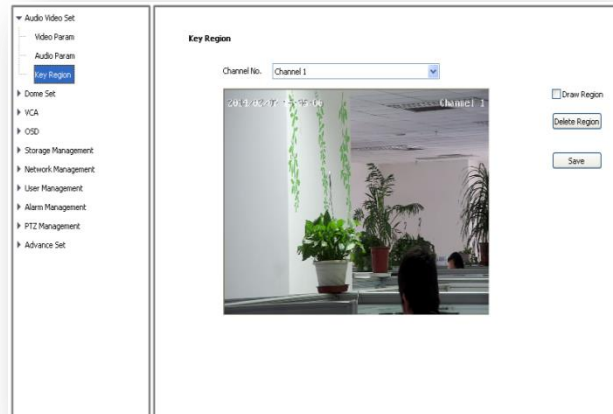 Audio Video Set
Video Param
Audio Param
Key Region
Dome Set
VCA
OSD
Storage Management
Network Management
User Management
Alarm Management
PTZ Management
Advance Set
Key Region
Channel No. Channel 1
Channel 1
Draw Region
Delete Region
Save